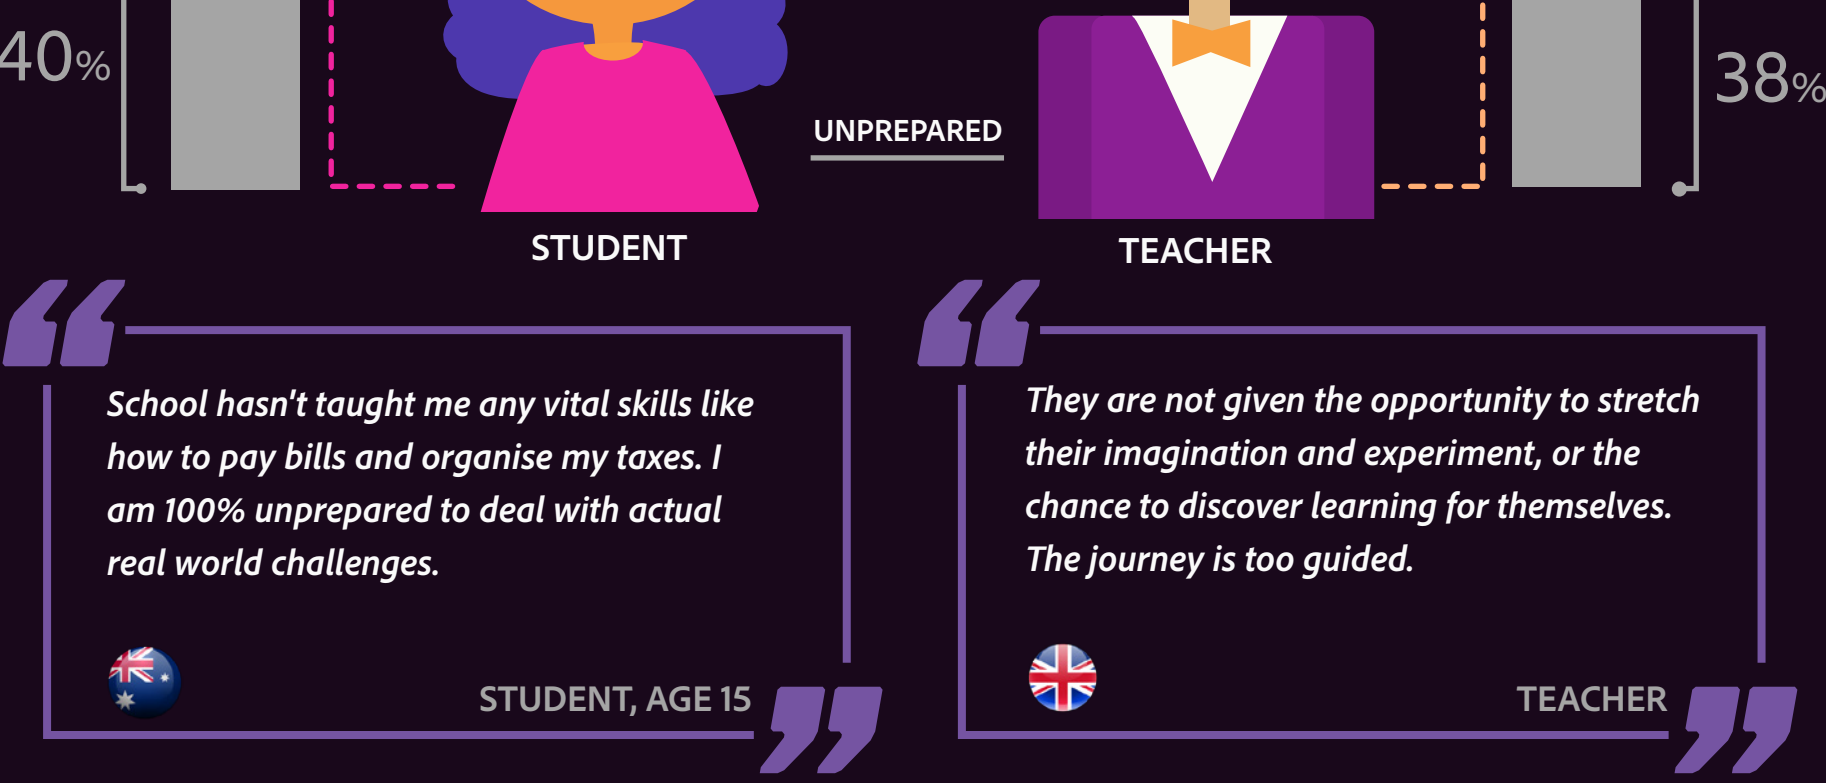 40%
38%
UNPREPARED
STUDENT
TEACHER
School hasn't taught me any vital skills like
how to pay bills and organise my taxes. I
am 100% unprepared to deal with actual
real world challenges.
STUDENT, AGE 15
They are not given the opportunity to stretch
their imagination and experiment, or the
chance to discover learning for themselves.
The journey is too guided.
TEACHER